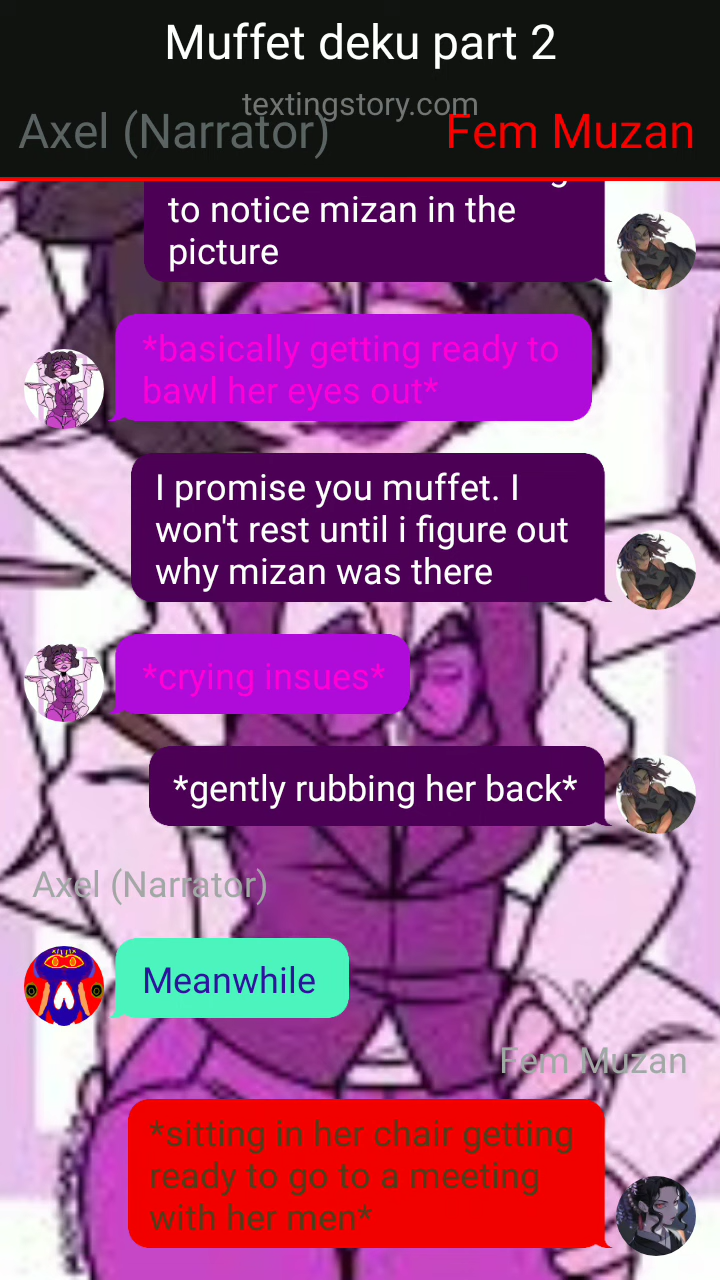 Muffet deku part 2
textingstory.com
Axel (Narrator)
Fem Muzan
to notice mizan in the
picture
*basically getting ready to
bawl her eyes out*
I promise you muffet. I
won't rest until i figure out
why mizan was there
*crying insues*
*gently rubbing her back*
Axel (Narrator)
Meanwhile
Fem Muzan
*sitting in her chair getting
ready to go to a meeting
with her men*